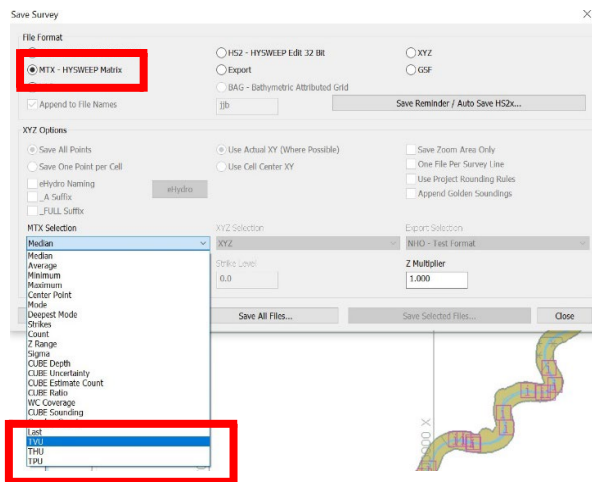 Save Survey
File Format
HS2 - HYSWEEP Edit 32 Bit
XYZ
MTX - HYSWEEP Matrix
Export
GSF
BAG - Bathymetric Attributed Grid
Append to File Names
jjb
Save Reminder / Auto Save HS2x...
XYZ Options
Save All Points
Use Actual XY (Where Possible)
Save Zoom Area Only
Save One Point per Cell
Use Cell Center XY
One File Per Survey Line
eHydro Naming
eHydro
Use Project Rounding Rules
_A Suffix
Append Golden Soundings
_FULL Suffix
MTX Selection
XYZ Selection
Export Selection
Median
XYZ
NHO - Test Format
Median
Average
Minimum
Maximum
Center Point
Mode
Deepest Mode
Strikes
Count
Z Range
Sigma
CUBE Depth
CUBE Uncertainty
CUBE Estimate Count
CUBE Ratio
WC Coverage
CUBE Sounding
Last
TVU
THU
TPU
Strike Level
Z Multiplier
0.0
1.000
Save All Files...
Save Selected Files...
Close
000 X